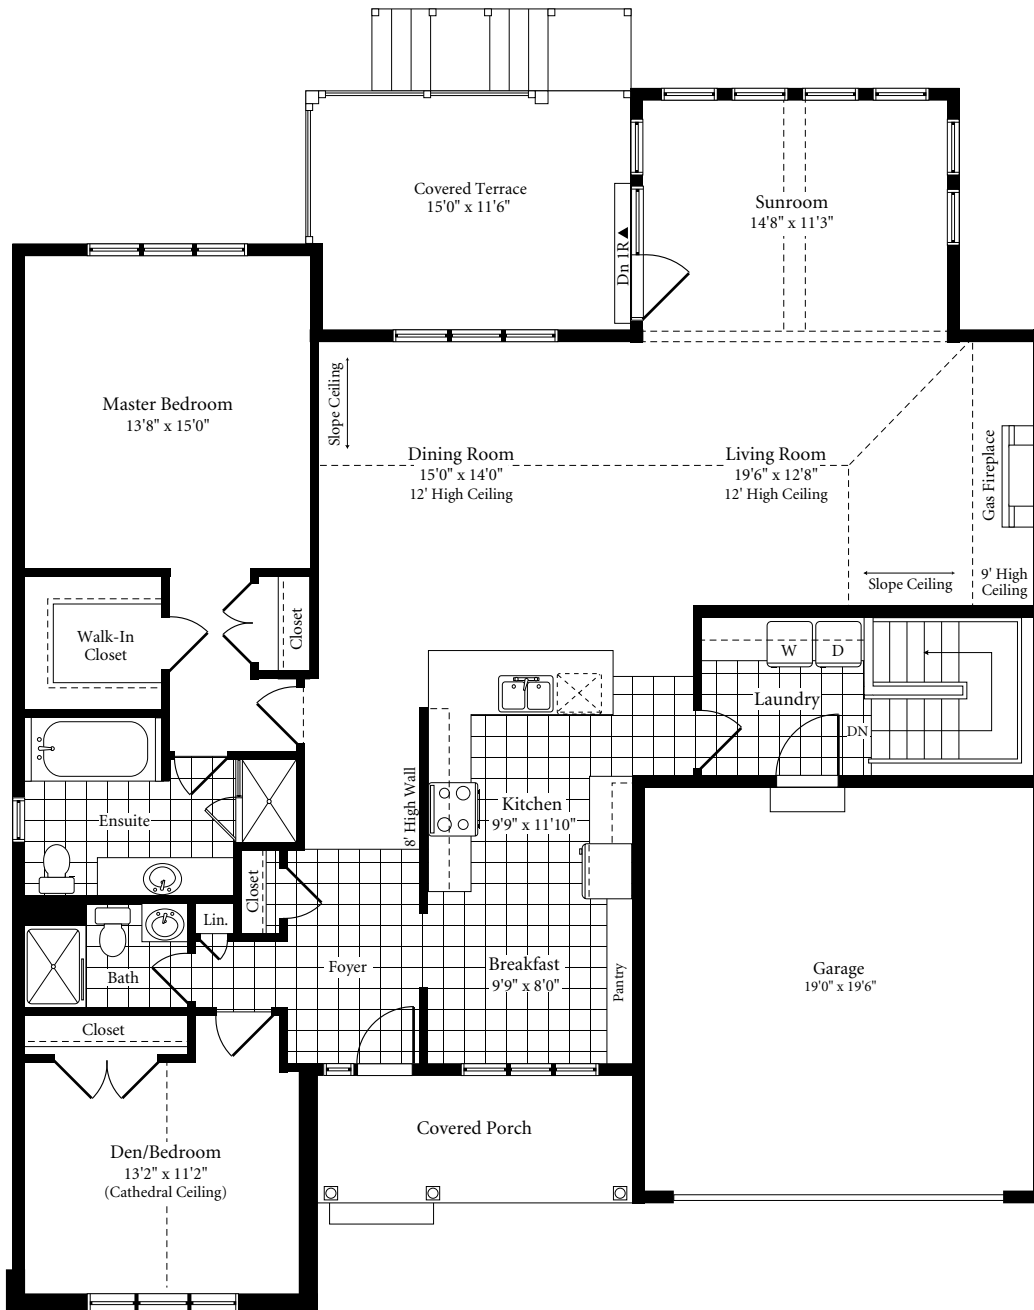 Covered Terrace
15'0" x 11'6"
Sunroom
14'8" x 11'3"
Dn 1R
Master Bedroom
13'8" x 15'0"
Slope Ceiling
Dining Room
15'0" x 14'0"
12' High Ceiling
Living Room
19'6" x 12'8"
12' High Ceiling
Gas Fireplace
Slope Ceiling
9' High
Ceiling
Walk-In
Closet
Closet
W
D
Laundry
DN
Ensuite
8' High Wall
Kitchen
9'9" x 11'10"
Closet
Lin.
Bath
Foyer
Breakfast
9'9" x 8'0"
Pantry
Garage
19'0" x 19'6"
Closet
Covered Porch
Den/Bedroom
13'2" x 11'2"
(Cathedral Ceiling)